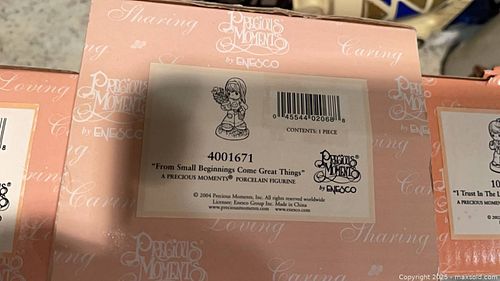 Sharing
PRECIOUS MOMENTS
by ENESCO
Caring
Loving
PRECIOUS MOMENTS
by ENESCO
0 45544 02068 8
CONTENTS: 1 PIECE
4001671
"From Small Beginnings Come Great Things"
A PRECIOUS MOMENTS® PORCELAIN FIGURINE
PRECIOUS MOMENTS
by ENESCO
© 2004 Precious Moments, Inc. All rights reserved worldwide
Licensee, Enesco Group Inc. Made in China
www.preciousmoments.com www.enesco.com
10
"I Trust In The L
A PRECIOUS MOMEN
Loving
Sharing
PRECIOUS MOMENTS
Caring
Copyright 2025 - maxsold.com